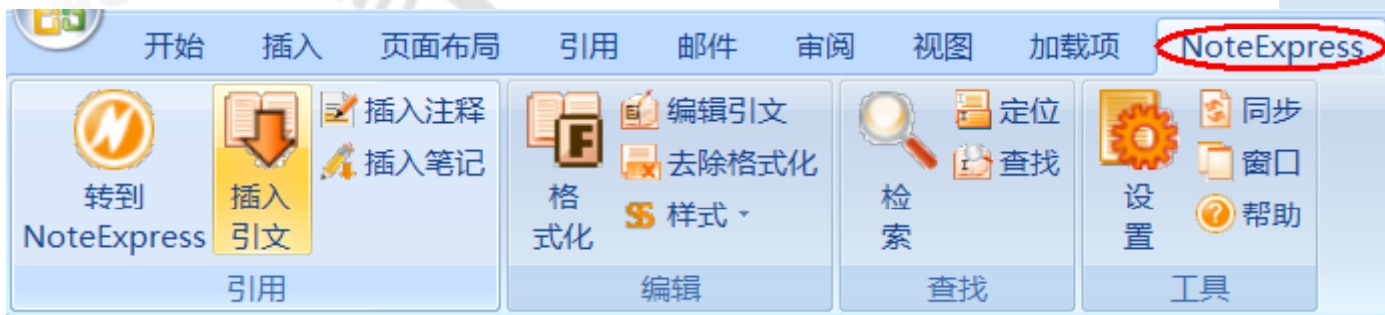 开始 插入 页面布局 引用 邮件 审阅 视图 加载项 NoteExpress
转到
NoteExpress
插入
引文
插入注释
插入笔记
引用
格
式化
编辑引文
去除格式化
样式
编辑
检
索
定位
查找
查找
设
置
同步
窗口
帮助
工具